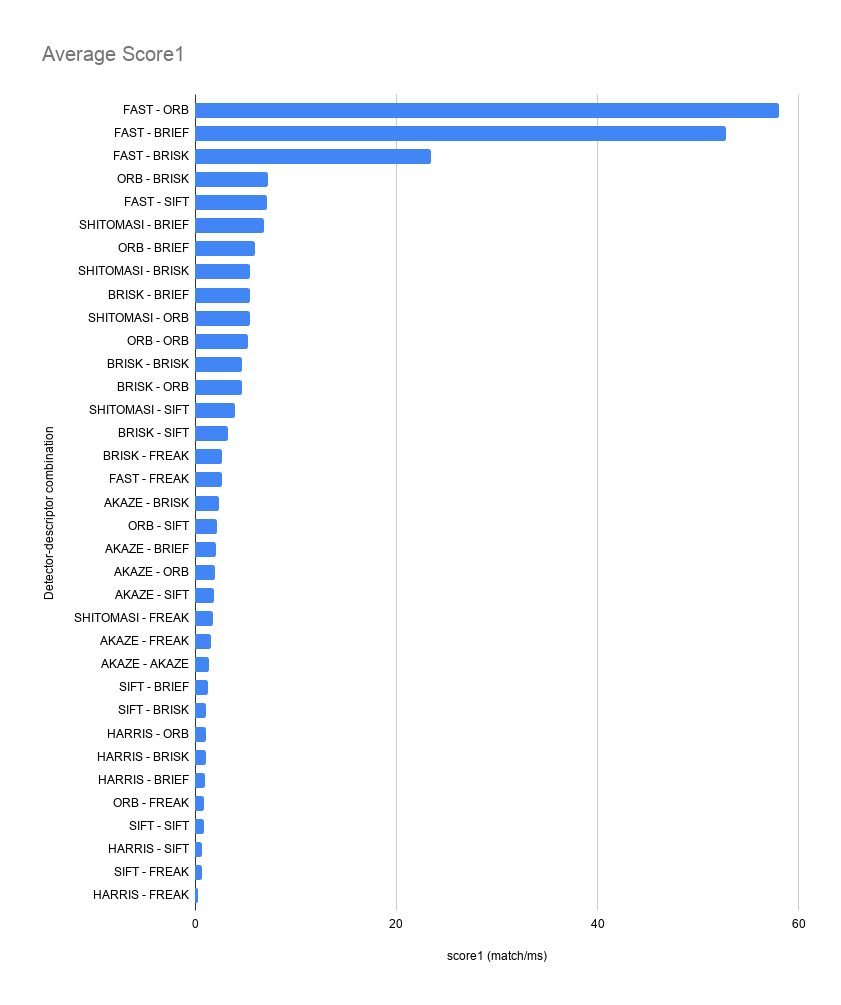 Average Score1
FAST - ORB
FAST - BRIEF
FAST - BRISK
ORB - BRISK
FAST - SIFT
SHITOMASI - BRIEF
ORB - BRIEF
SHITOMASI - BRISK
BRISK - BRIEF
SHITOMASI - ORB
ORB - ORB
BRISK - BRISK
BRISK - ORB
SHITOMASI - SIFT
BRISK - SIFT
BRISK - FREAK
FAST - FREAK
AKAZE - BRISK
ORB - SIFT
AKAZE - BRIEF
AKAZE - ORB
AKAZE - SIFT
SHITOMASI - FREAK
AKAZE - FREAK
AKAZE - AKAZE
SIFT - BRIEF
SIFT - BRISK
HARRIS - ORB
HARRIS - BRISK
HARRIS - BRIEF
ORB - FREAK
SIFT - SIFT
HARRIS - SIFT
SIFT - FREAK
HARRIS - FREAK
Detector-descriptor combination
0 20 40 60
score1 (match/ms)